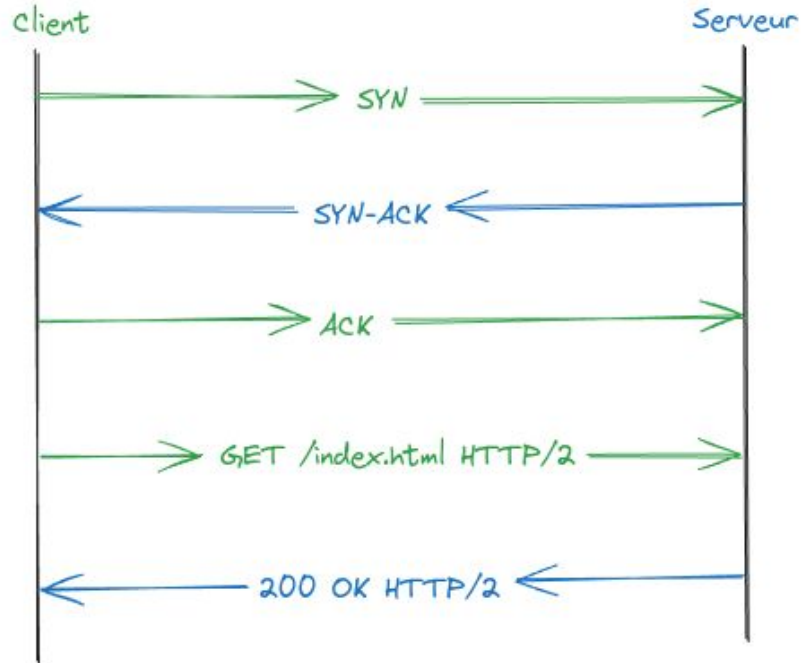 Client
Serveur
SYN
SYN-ACK
ACK
GET /index.html HTTP/2
200 OK HTTP/2